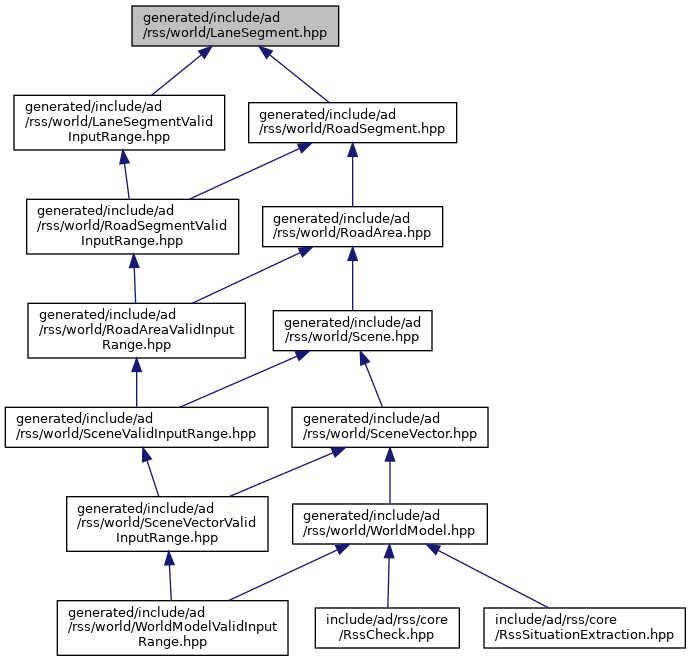 generated/include/ad
/rss/world/LaneSegment.hpp
generated/include/ad
/rss/world/LaneSegmentValid
InputRange.hpp
generated/include/ad
/rss/world/RoadSegment.hpp
generated/include/ad
/rss/world/RoadSegmentValid
InputRange.hpp
generated/include/ad
/rss/world/RoadArea.hpp
generated/include/ad
/rss/world/RoadAreaValidInput
Range.hpp
generated/include/ad
/rss/world/Scene.hpp
generated/include/ad
/rss/world/SceneValidInputRange.hpp
generated/include/ad
/rss/world/SceneVector.hpp
generated/include/ad
/rss/world/SceneVectorValid
InputRange.hpp
generated/include/ad
/rss/world/WorldModel.hpp
generated/include/ad
/rss/world/WorldModelValidInput
Range.hpp
include/ad/rss/core
/RssCheck.hpp
include/ad/rss/core
/RssSituationExtraction.hpp